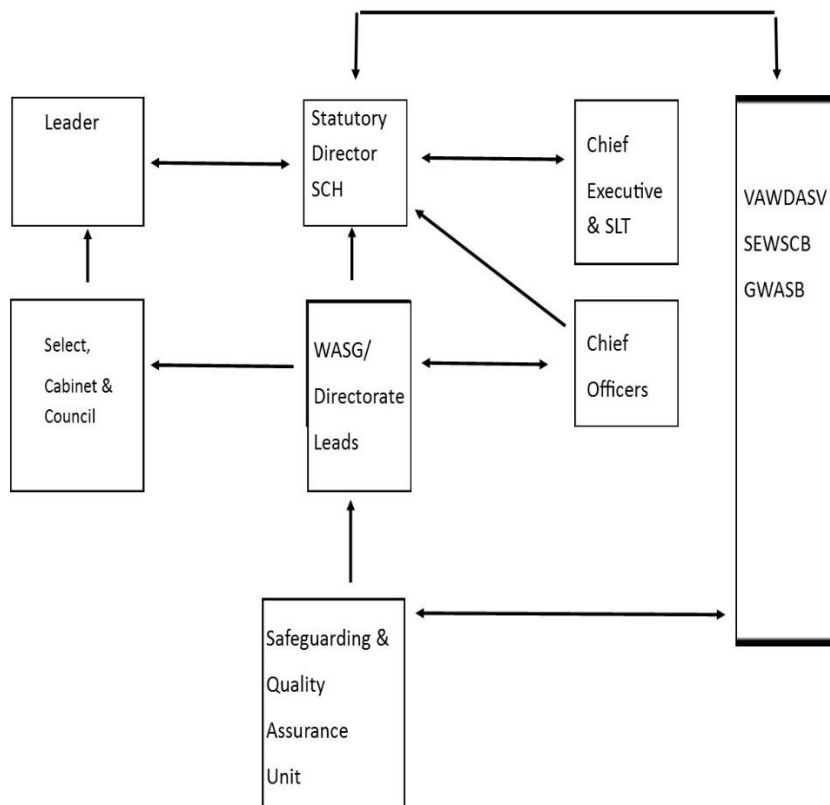 Leader
Statutory
Director
SCH
Chief
Executive
& SLT
VAWDASV
SEWSCB
GWASB
Select,
Cabinet &
Council
WASG/
Directorate
Leads
Chief
Officers
Safeguarding &
Quality
Assurance
Unit